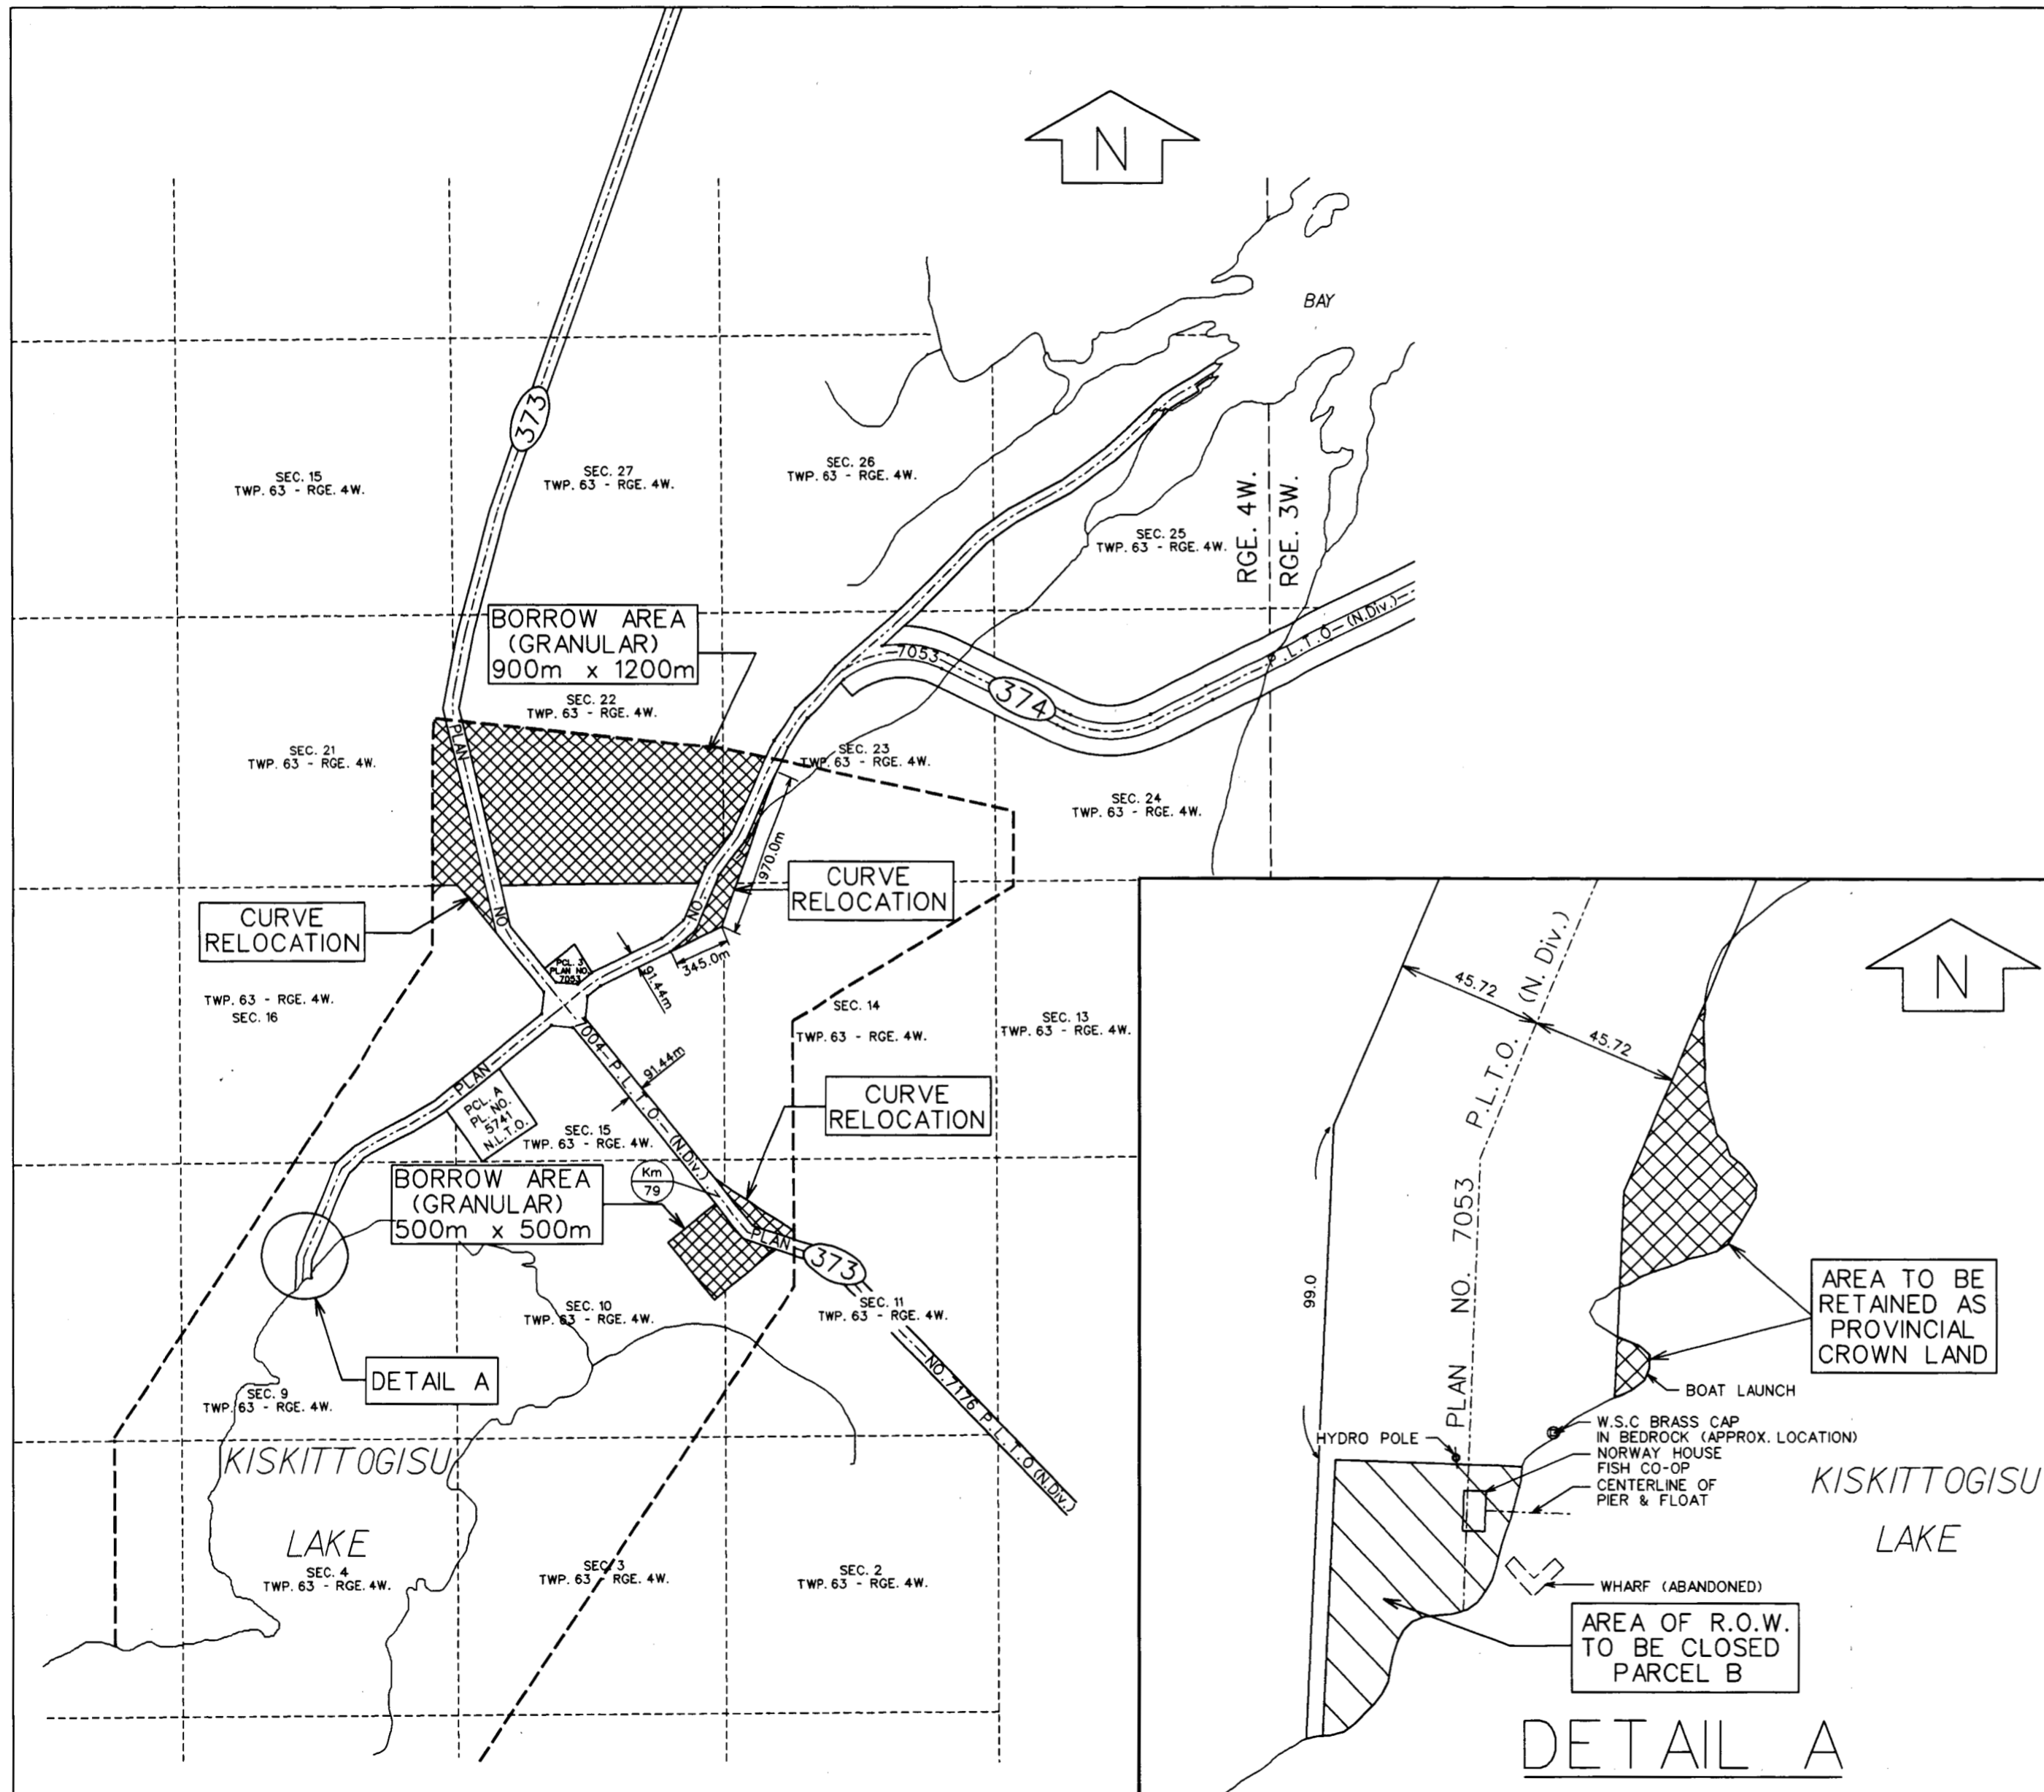 N
BAY
373
SEC. 15
TWP. 63 - RGE. 4W.
SEC. 27
TWP. 63 - RGE. 4W.
SEC. 26
TWP. 63 - RGE. 4W.
SEC. 25
TWP. 63 - RGE. 4W.
RGE. 4W.
RGE. 3W.
BORROW AREA
(GRANULAR)
900m x 1200m
7053
374
P.L.T.O (N.Div.)
SEC. 22
TWP. 63 - RGE. 4W.
SEC. 21
TWP. 63 - RGE. 4W.
SEC. 23
TWP. 63 - RGE. 4W.
SEC. 24
TWP. 63 - RGE. 4W.
PLAN
NO
970.0m
CURVE
RELOCATION
CURVE
RELOCATION
NO.
345.0m
91.44m
PCL. 3
PLAN NO.
7053
TWP. 63 - RGE. 4W.
SEC. 16
SEC. 14
TWP. 63 - RGE. 4W.
SEC. 13
TWP. 63 - RGE. 4W.
7004 P.L.T.O. (N.Div.)
91.44m
PLAN
PCL. A
PL. NO.
5741
N.L.T.O.
SEC. 15
TWP. 63 - RGE. 4W.
CURVE
RELOCATION
BORROW AREA
(GRANULAR)
500m x 500m
Km
79
PLAN
373
SEC. 10
TWP. 63 - RGE. 4W.
SEC. 11
TWP. 63 - RGE. 4W.
NO. 7176 P.L.T.O (N.Div.)
DETAIL A
SEC. 9
TWP. 63 - RGE. 4W.
KISKITTOGISU
LAKE
SEC. 4
TWP. 63 - RGE. 4W.
SEC. 3
TWP. 63 - RGE. 4W.
SEC. 2
TWP. 63 - RGE. 4W.
N
45.72
45.72
PLAN NO. 7053 P.L.T.O. (N. Div.)
99.0
AREA TO BE
RETAINED AS
PROVINCIAL
CROWN LAND
BOAT LAUNCH
W.S.C BRASS CAP
IN BEDROCK (APPROX. LOCATION)
HYDRO POLE
NORWAY HOUSE
FISH CO-OP
CENTERLINE OF
PIER & FLOAT
KISKITTOGISU
LAKE
WHARF (ABANDONED)
AREA OF R.O.W.
TO BE CLOSED
PARCEL B
DETAIL A